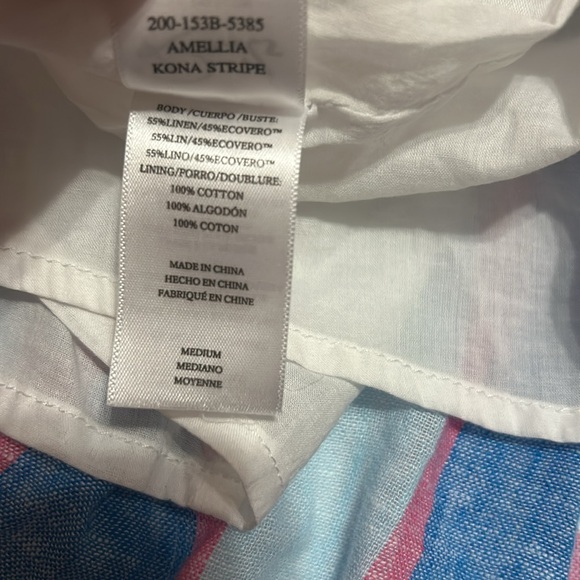 200-153B-5385
AMELLIA
KONA STRIPE
BODY /CUERPO /BUSTE:
55%LINEN/45%ECOVERO™
55%LIN/45%ECOVERO™
55%LINO/45%ECOVERO™
LINING/PORRO/DOUBLURE:
100% COTTON
100% ALGODÓN
100% COTON
MADE IN CHINA
HECHO EN CHINA
FABRIQUÉ EN CHINE
MEDIUM
MEDIANO
MOYENNE